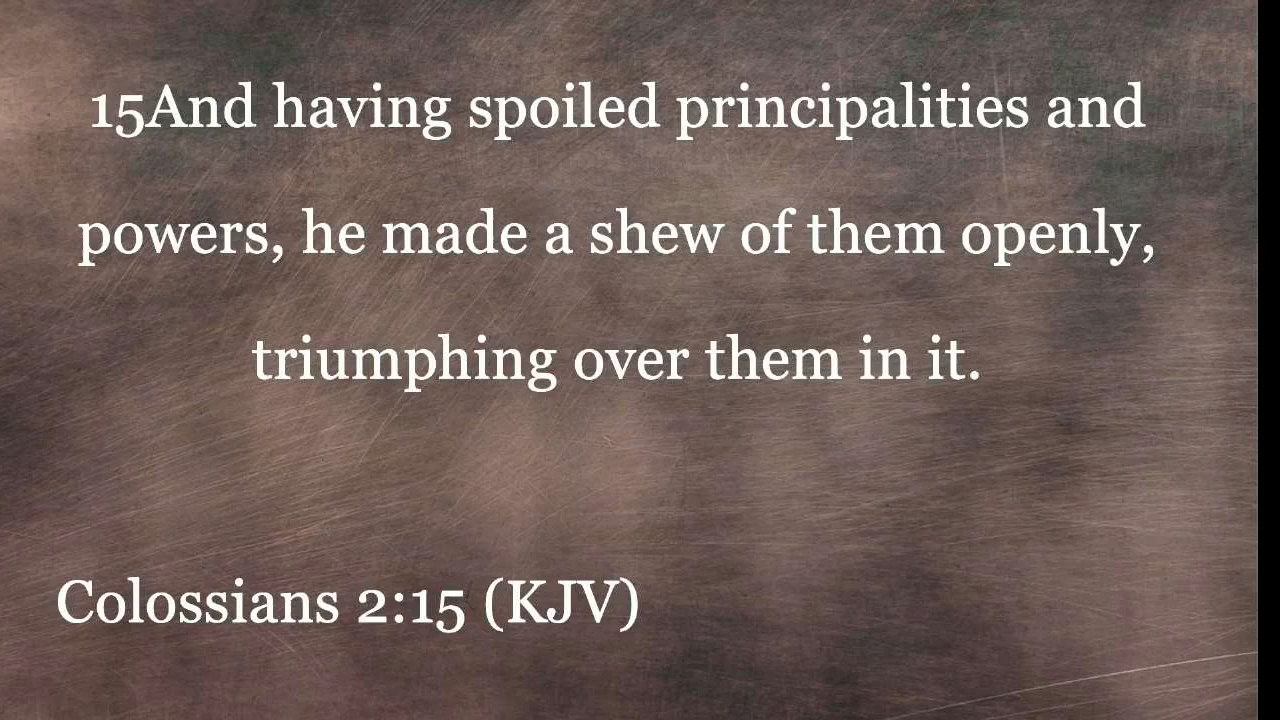 15And having spoiled principalities and
powers, he made a shew of them openly,
triumphing over them in it.
Colossians 2:15 (KJV)